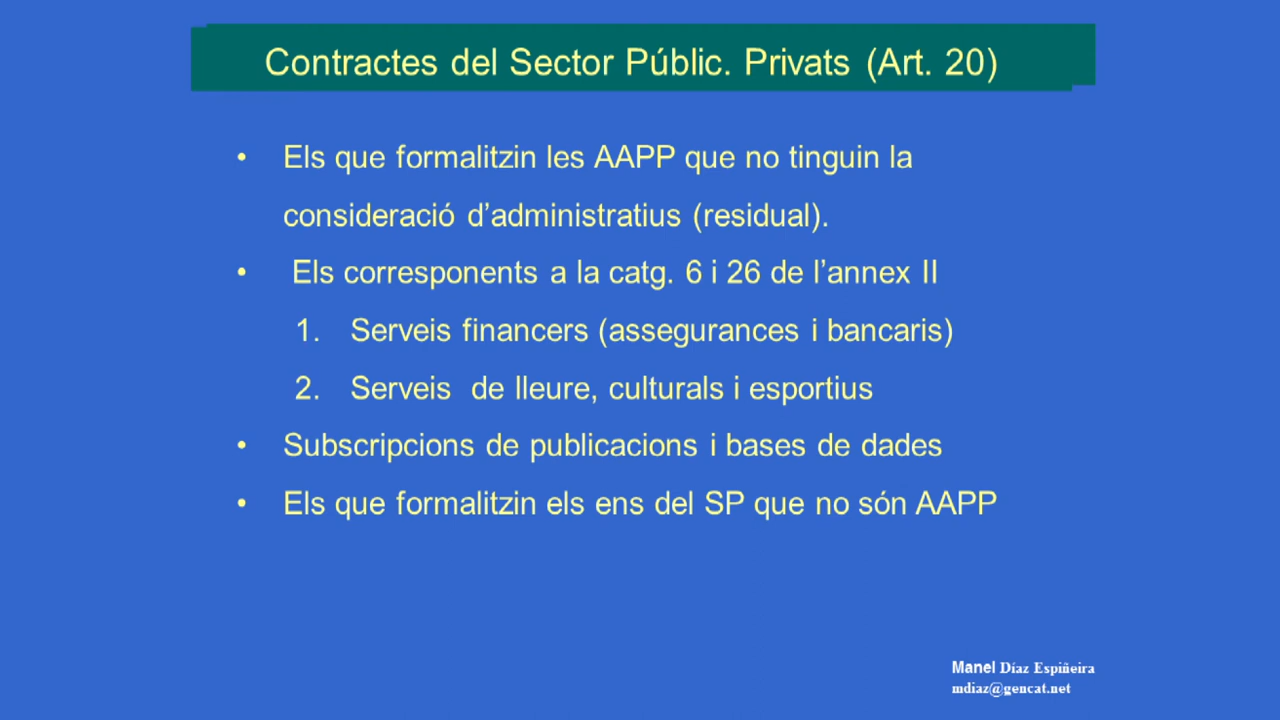 Contractes del Sector Públic. Privats (Art. 20)
• Els que formalitzin les AAPP que no tinguin la
consideració d’administratius (residual).
• Els corresponents a la catg. 6 i 26 de l’annex II
1. Serveis financers (assegurances i bancaris)
2. Serveis de lleure, culturals i esportius
• Subscripcions de publicacions i bases de dades
• Els que formalitzin els ens del SP que no són AAPP
Manel Díaz Espiñeira
mdiaz@gencat.net